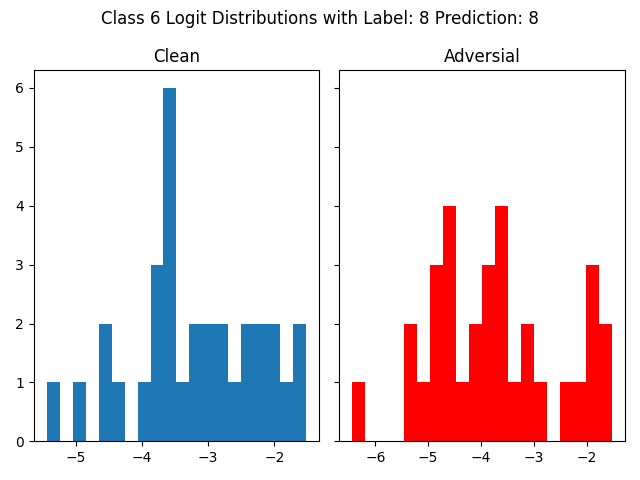 Class 6 Logit Distributions with Label: 8 Prediction: 8
Clean
Adversial
6
5
4
3
2
1
0
−5 −4 −3 −2
−6 −5 −4 −3 −2